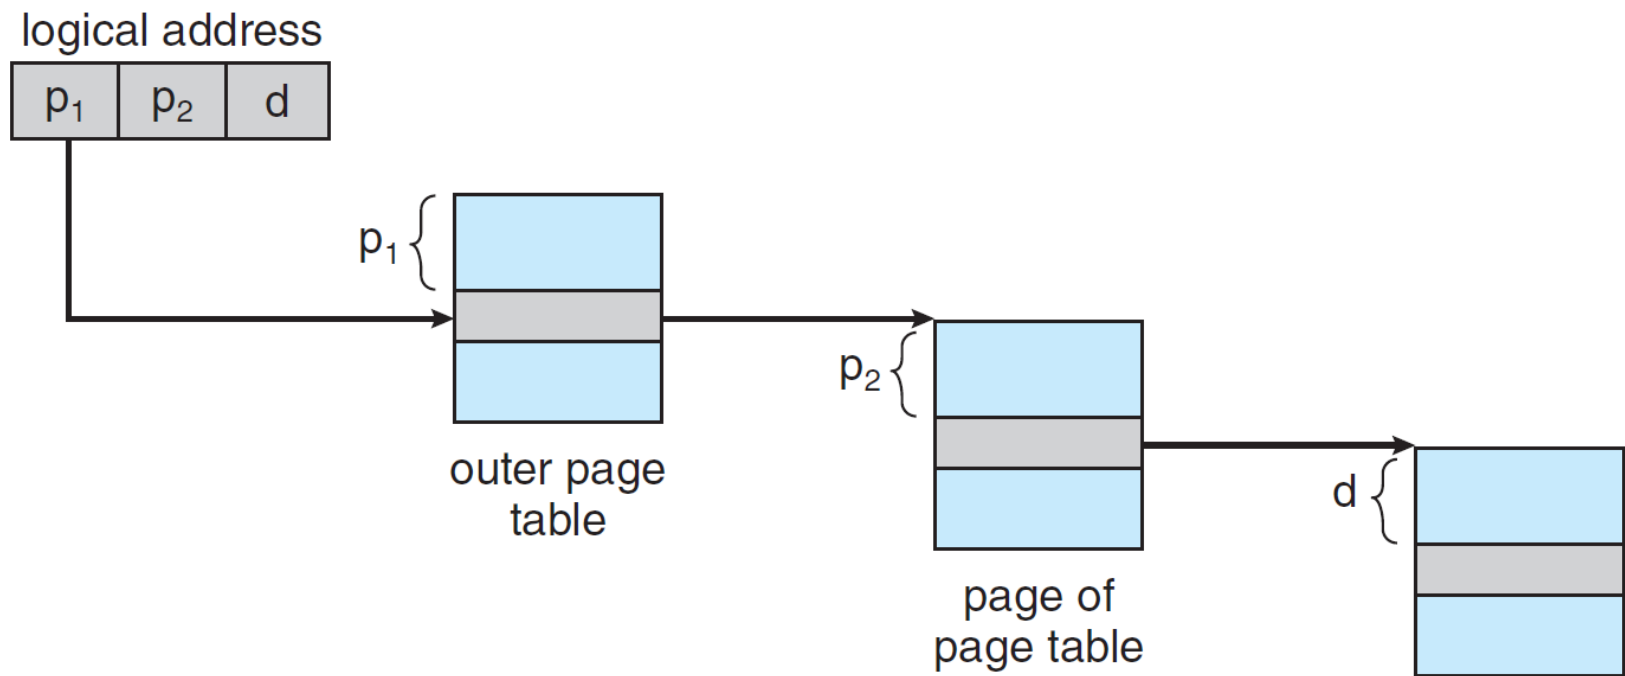 logical address
p₁ p₂ d
p₁
outer page
table
p₂
page of
page table
d